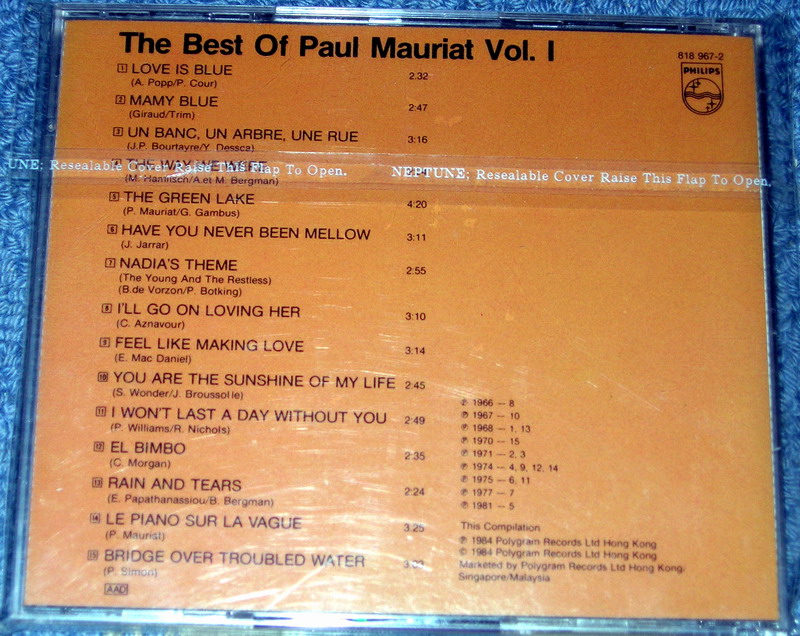 The Best Of Paul Mauriat Vol. I
818 967-2
PHILIPS
1 LOVE IS BLUE 2.32
(A. Popp/P. Cour)
2 MAMY BLUE 2:47
(Giraud/Trim)
3 UN BANC, UN ARBRE, UNE RUE 3:16
(J.P. Bourtayre/Y. Dessca)
THE WAY WE WERE
UNE; Resealable Cover Raise This Flap To Open. NEPTUNE; Resealable Cover Raise This Flap To Open.
(M. Hamlisch/A.et M. Bergman)
5 THE GREEN LAKE 4:20
(P. Mauriat/G. Gambus)
6 HAVE YOU NEVER BEEN MELLOW 3:11
(J. Jarrar)
7 NADIA'S THEME 2:55
(The Young And The Restless)
(B.de Vorzon/P. Botking)
8 I'LL GO ON LOVING HER 3:10
(C. Aznavour)
9 FEEL LIKE MAKING LOVE 3:14
(E. Mac Daniel)
10 YOU ARE THE SUNSHINE OF MY LIFE 2:45
(S. Wonder/J. Broussolle)
11 I WON'T LAST A DAY WITHOUT YOU 2:49
(P. Williams/R. Nichols)
12 EL BIMBO 2:35
(C. Morgan)
13 RAIN AND TEARS 2:24
(E. Papathanassiou/B. Bergman)
14 LE PIANO SUR LA VAGUE 3:25
(P. Maurist)
15 BRIDGE OVER TROUBLED WATER
(P. Simon)
AAD
℗ 1966 — 8
℗ 1967 — 10
℗ 1968 — 1, 13
℗ 1970 — 15
℗ 1971 — 2, 3
℗ 1974 — 4, 9, 12, 14
℗ 1975 — 6, 11
℗ 1977 — 7
℗ 1981 — 5
This Compilation
℗ 1984 Polygram Records Ltd Hong Kong
© 1984 Polygram Records Ltd Hong Kong
Marketed by Polygram Records Ltd Hong Kong/
Singapore/Malaysia